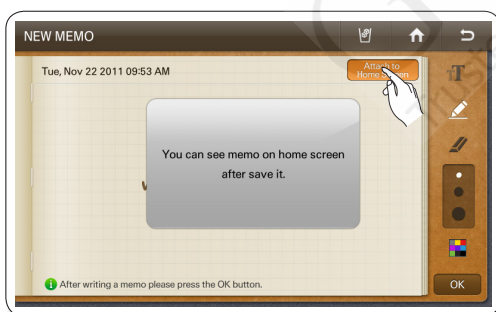 NEW MEMO
Tue, Nov 22 2011 09:53 AM
Attach to
Home Screen
T
You can see memo on home screen
after save it.
After writing a memo please press the OK button.
OK